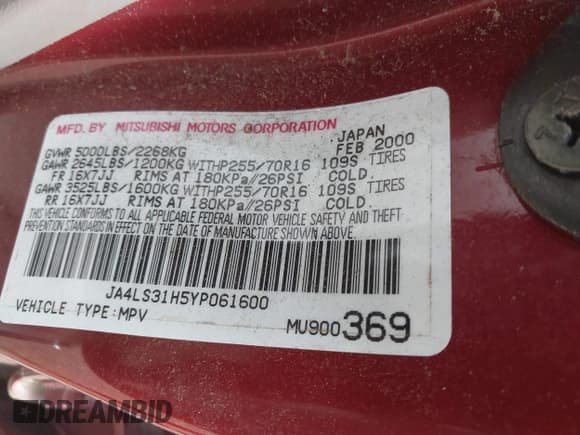 MFD. BY MITSUBISHI MOTORS CORPORATION
JAPAN
GVWR 5000LBS/2268KG FEB 2000
GAWR 2645LBS/1200KG WITHP255/70R16 109S TIRES
FR 16X7JJ RIMS AT 180KPa//26PSI COLD.
GAWR 3525LBS/1600KG WITHP255/70R16 109S TIRES
RR 16X7JJ RIMS AT 180KPa//26PSI COLD.
THIS VEHICLE CONFORMS TO ALL APPLICABLE FEDERAL MOTOR VEHICLE SAFETY AND THEFT
PREVENTION STANDARDS IN EFFECT ON THE DATE OF MANUFACTURE SHOWN ABOVE.
JA4LS31H5YP061600
VEHICLE TYPE:MPV MU900369
DREAMBID